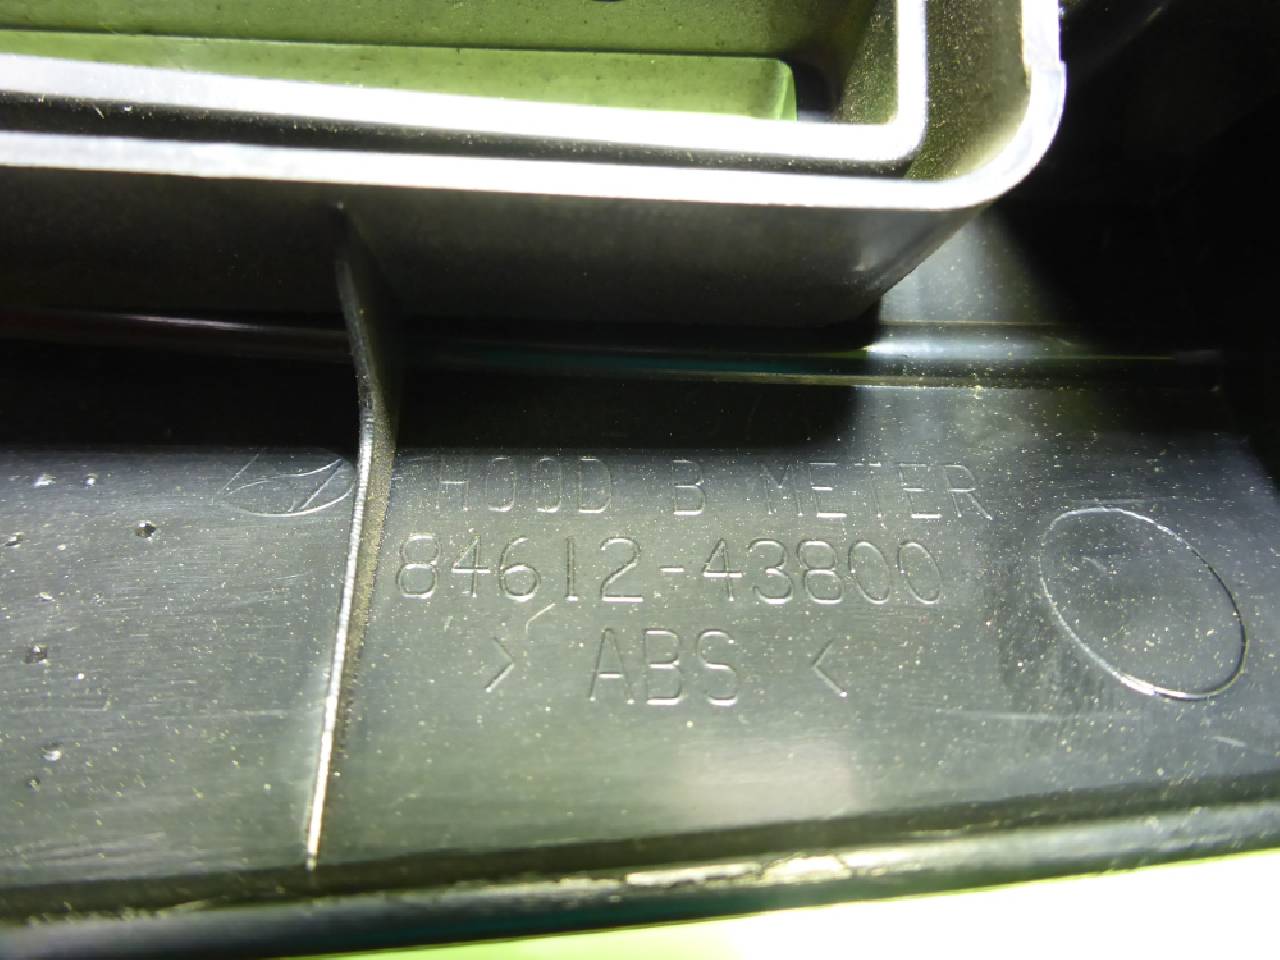 HOOD B METER
84612-43800
> ABS <